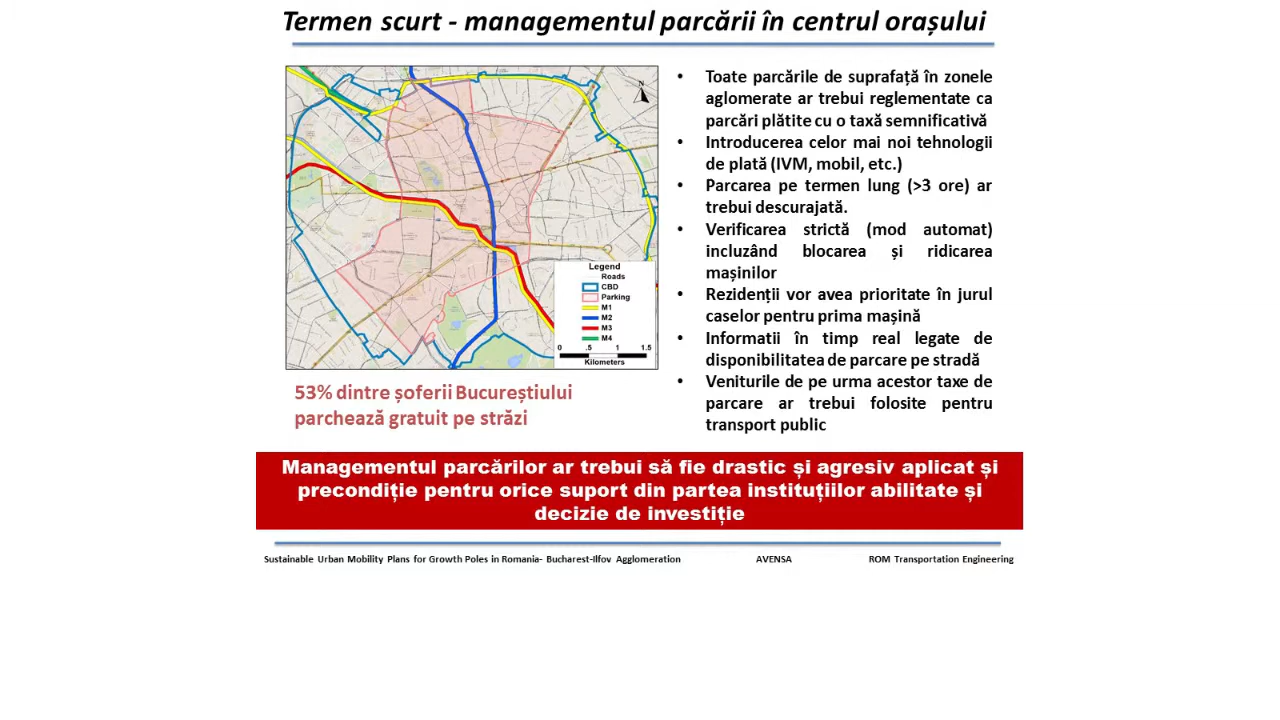 Termen scurt - managementul parcării în centrul orașului
N
Legend
Roads
CBD
Parking
M1
M2
M3
M4
0 .5 1 1.5
Kilometers
53% dintre șoferii Bucureștiului
parchează gratuit pe străzi
• Toate parcările de suprafață în zonele
aglomerate ar trebui reglementate ca
parcări plătite cu o taxă semnificativă
• Introducerea celor mai noi tehnologii
de plată (IVM, mobil, etc.)
• Parcarea pe termen lung (>3 ore) ar
trebui descurajată.
• Verificarea strictă (mod automat)
incluzând blocarea și ridicarea
mașinilor
• Rezidenții vor avea prioritate în jurul
caselor pentru prima mașină
• Informatii în timp real legate de
disponibilitatea de parcare pe stradă
• Veniturile de pe urma acestor taxe de
parcare ar trebui folosite pentru
transport public
Managementul parcărilor ar trebui să fie drastic și agresiv aplicat și
precondiție pentru orice suport din partea instituțiilor abilitate și
decizie de investiție
Sustainable Urban Mobility Plans for Growth Poles in Romania- Bucharest-Ilfov Agglomeration AVENSA ROM Transportation Engineering